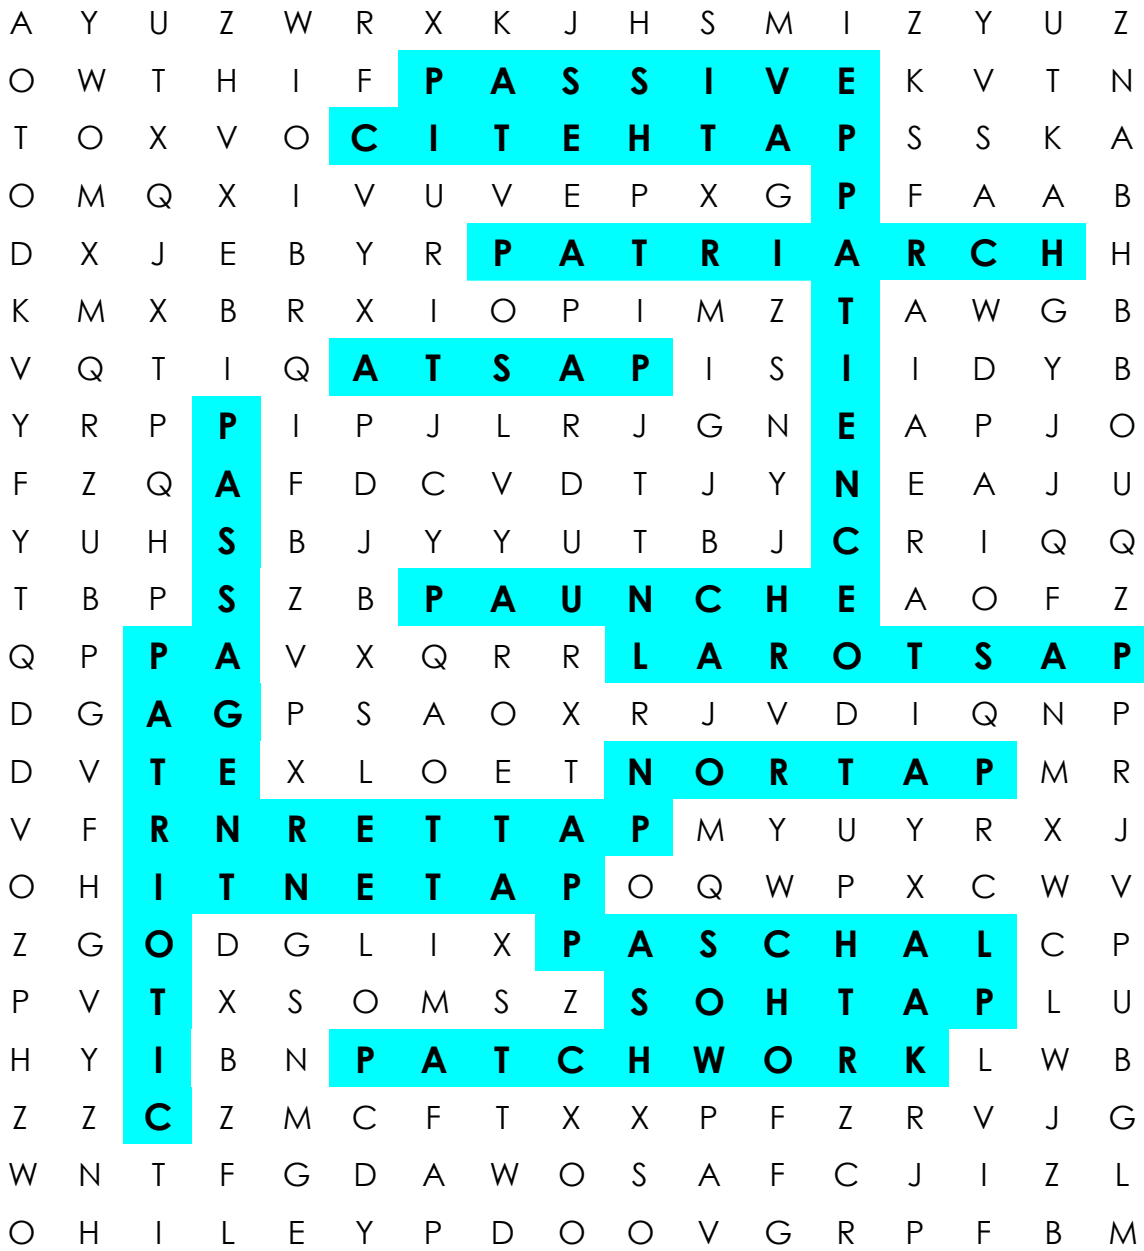 A Y U Z W R X K J H S M I Z Y U Z
O W T H I F P A S S I V E K V T N
T O X V O C I T E H T A P S S K A
O M Q X I V U V E P X G P F A A B
D X J E B Y R P A T R I A R C H H
K M X B R X I O P I M Z T A W G B
V Q T I Q A T S A P I S I I D Y B
Y R P P I P J L R J G N E A P J O
F Z Q A F D C V D T J Y N E A J U
Y U H S B J Y Y U T B J C R I Q Q
T B P S Z B P A U N C H E A O F Z
Q P P A V X Q R R L A R O T S A P
D G A G P S A O X R J V D I Q N P
D V T E X L O E T N O R T A P M R
V F R N R E T T A P M Y U Y R X J
O H I T N E T A P O Q W P X C W V
Z G O D G L I X P A S C H A L C P
P V T X S O M S Z S O H T A P L U
H Y I B N P A T C H W O R K L W B
Z Z C Z M C F T X X P F Z R V J G
W N T F G D A W O S A F C J I Z L
O H I L E Y P D O O V G R P F B M